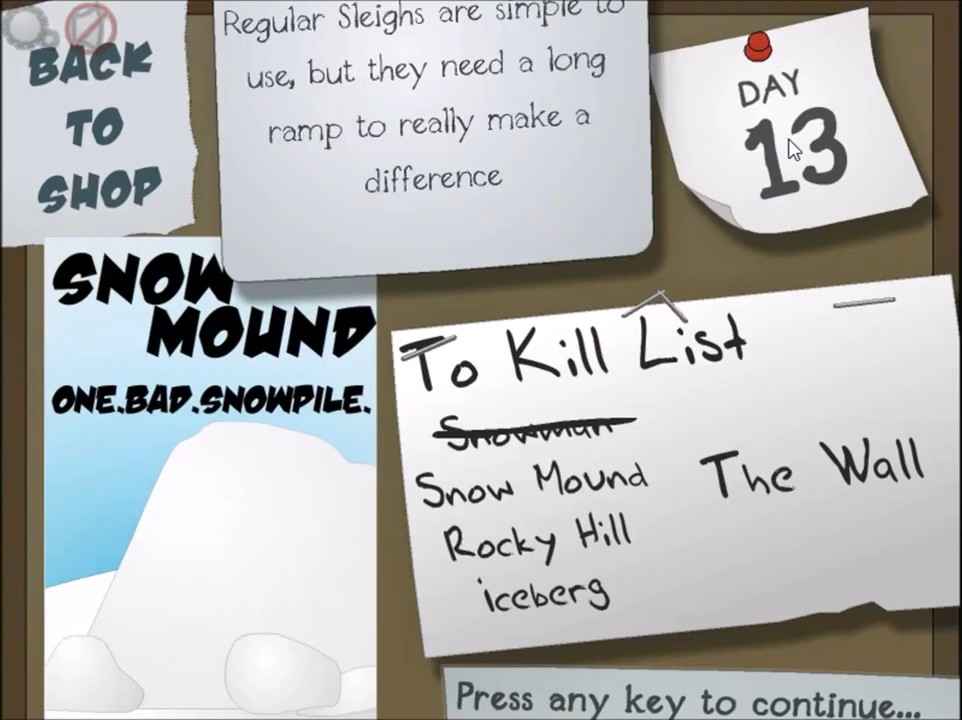 BACK
TO
SHOP
Regular Sleighs are simple to
use, but they need a long
ramp to really make a
difference
DAY
13
SNOW
MOUND
ONE.BAD.SNOWPILE.
To Kill List
Snowman
Snow Mound
The Wall
Rocky Hill
iceberg
Press any key to continue...